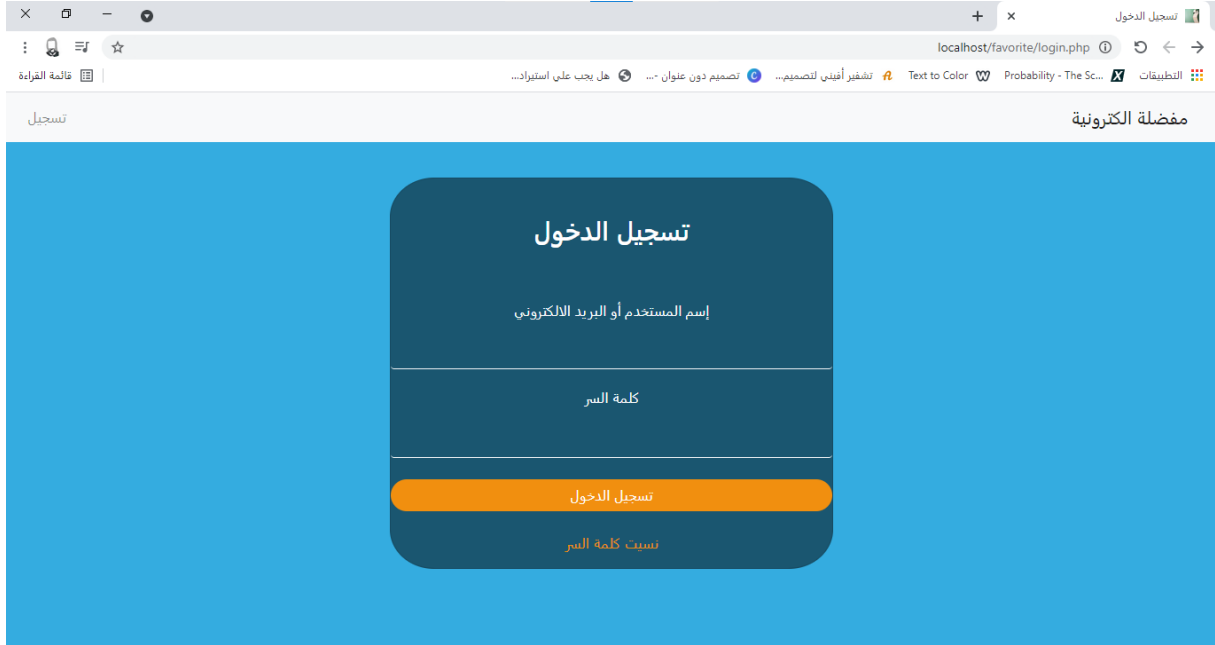 تسجيل الدخول
localhost/favorite/login.php
التطبيقات Probability - The Sc... Text to Color تشفير أفيني لتصميم... تصميم دون عنوان -... هل يجب علي استيراد... قائمة القراءة
مفضلة الكترونية تسجيل
تسجيل الدخول
إسم المستخدم أو البريد الالكتروني
كلمة السر
تسجيل الدخول
نسيت كلمة السر